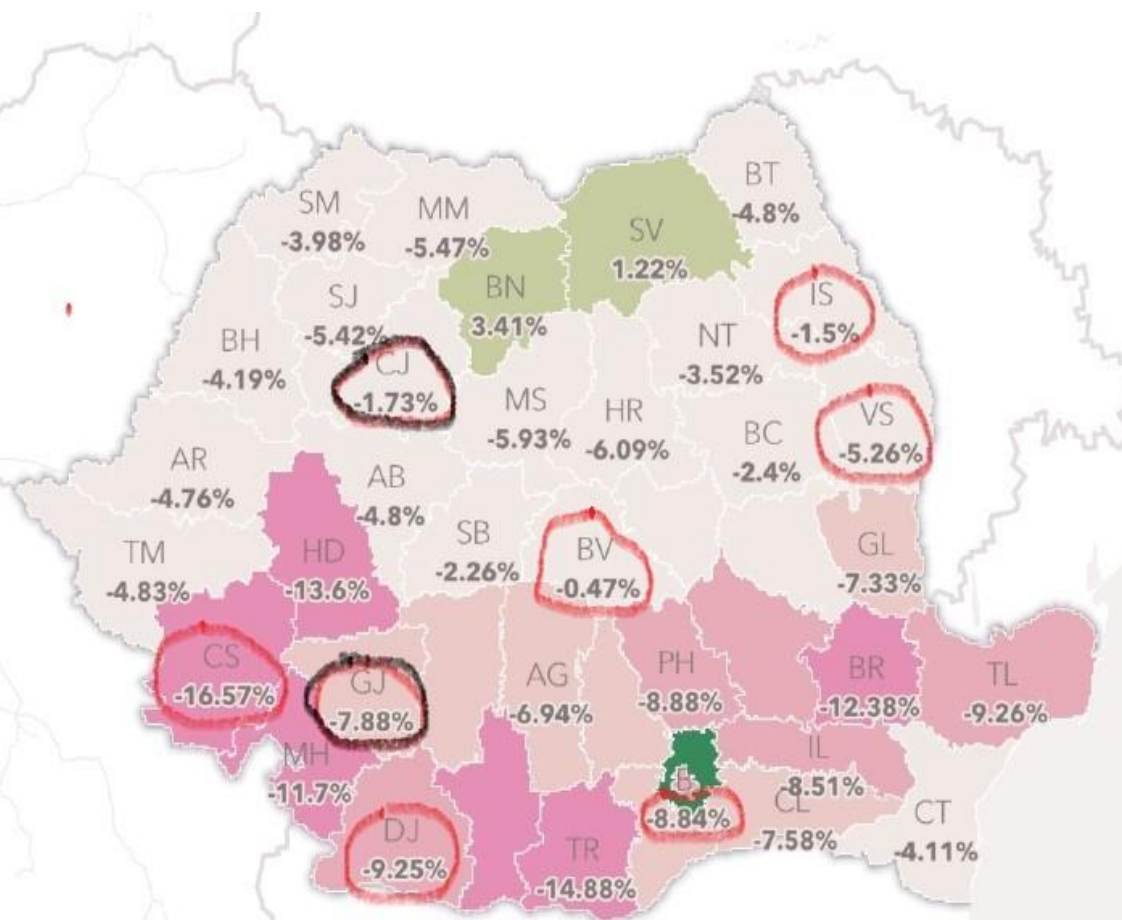 BT
-4.8%
SM
-3.98%
MM
-5.47%
SV
1.22%
BN
3.41%
IS
-1.5%
SJ
-5.42%
BH
-4.19%
NT
-3.52%
CJ
-1.73%
MS
-5.93%
HR
-6.09%
BC
-2.4%
VS
-5.26%
AR
-4.76%
AB
-4.8%
SB
-2.26%
BV
-0.47%
TM
-4.83%
HD
-13.6%
GL
-7.33%
CS
-16.57%
GJ
-7.88%
AG
-6.94%
PH
-8.88%
BR
-12.38%
TL
-9.26%
MH
-11.7%
IL
-8.51%
B
-8.84%
CL
-7.58%
CT
-4.11%
DJ
-9.25%
TR
-14.88%